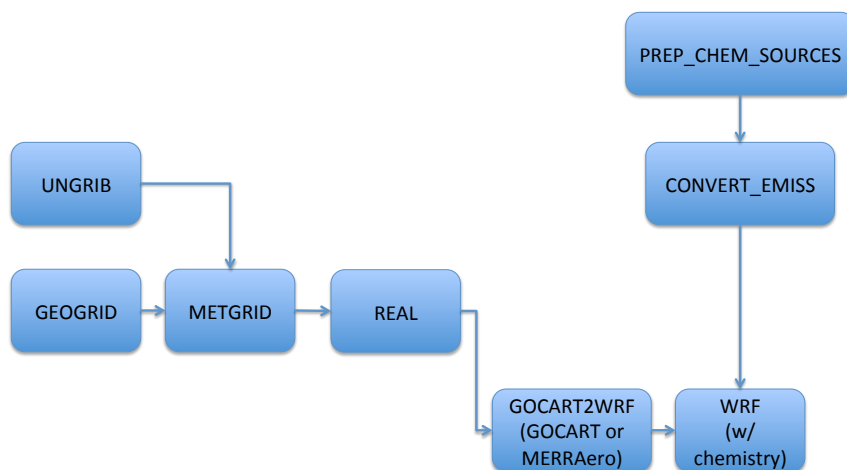 PREP_CHEM_SOURCES
UNGRIB
CONVERT_EMISS
GEOGRID
METGRID
REAL
GOCART2WRF
(GOCART or
MERRAero)
WRF
(w/
chemistry)